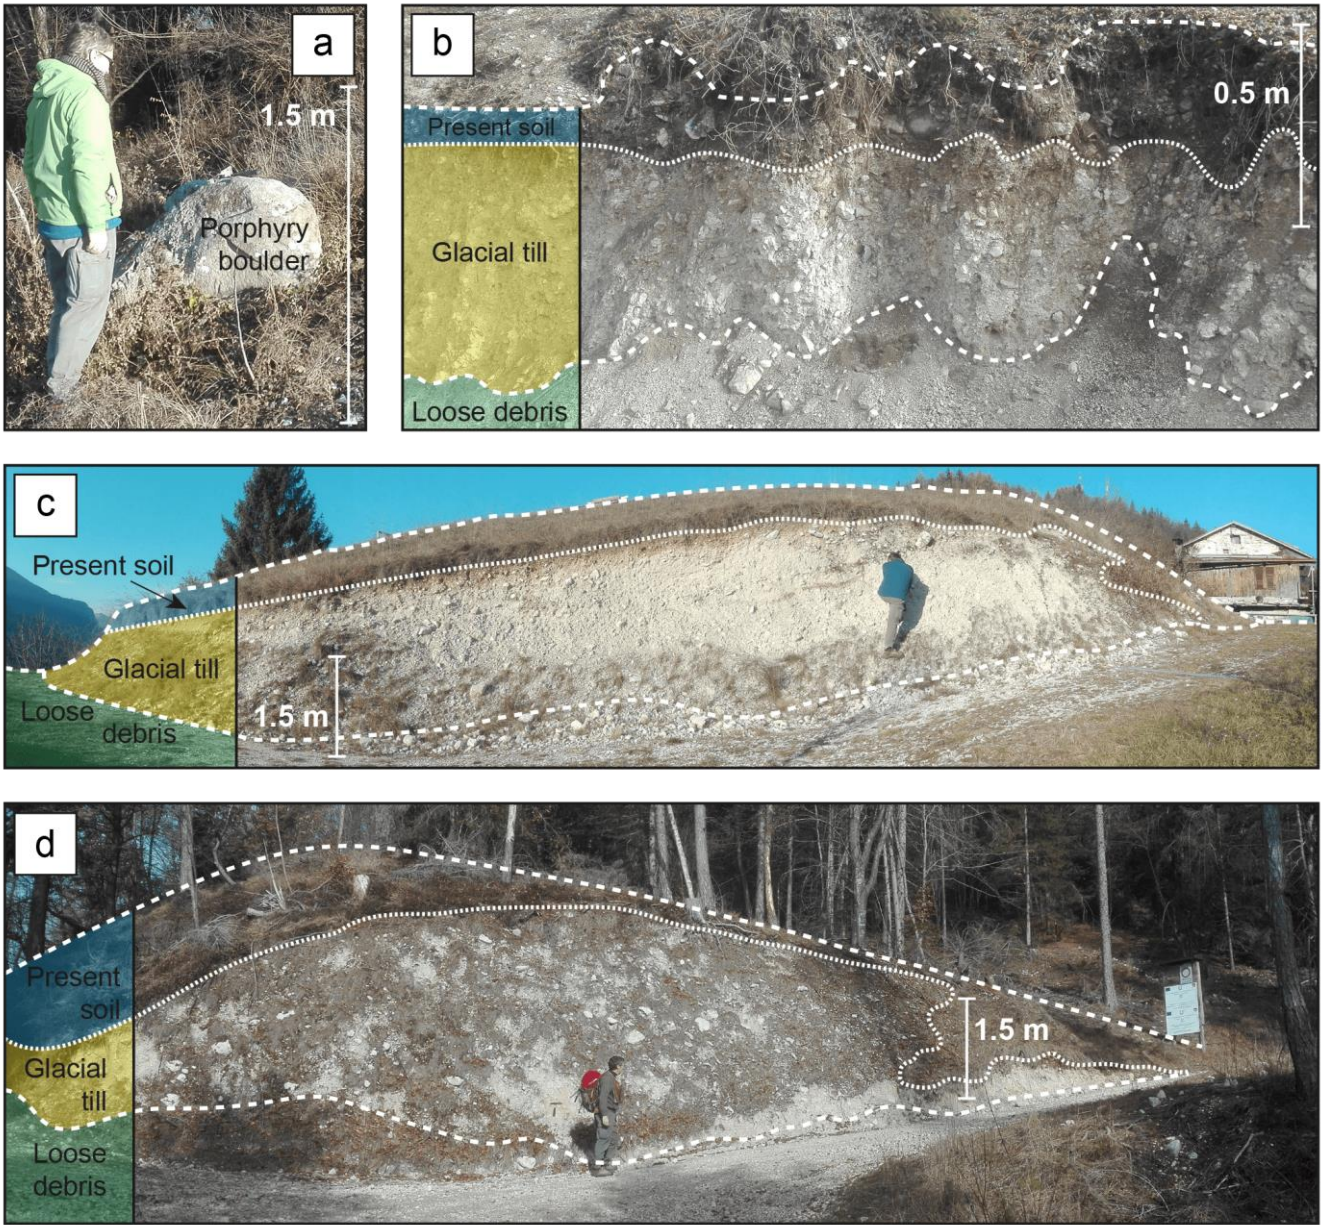 a
1.5 m
Porphyry
boulder
b
0.5 m
Present soil
Glacial till
Loose debris
c
Present soil
Glacial till
Loose
debris
1.5 m
d
Present
soil
Glacial
till
Loose
debris
1.5 m